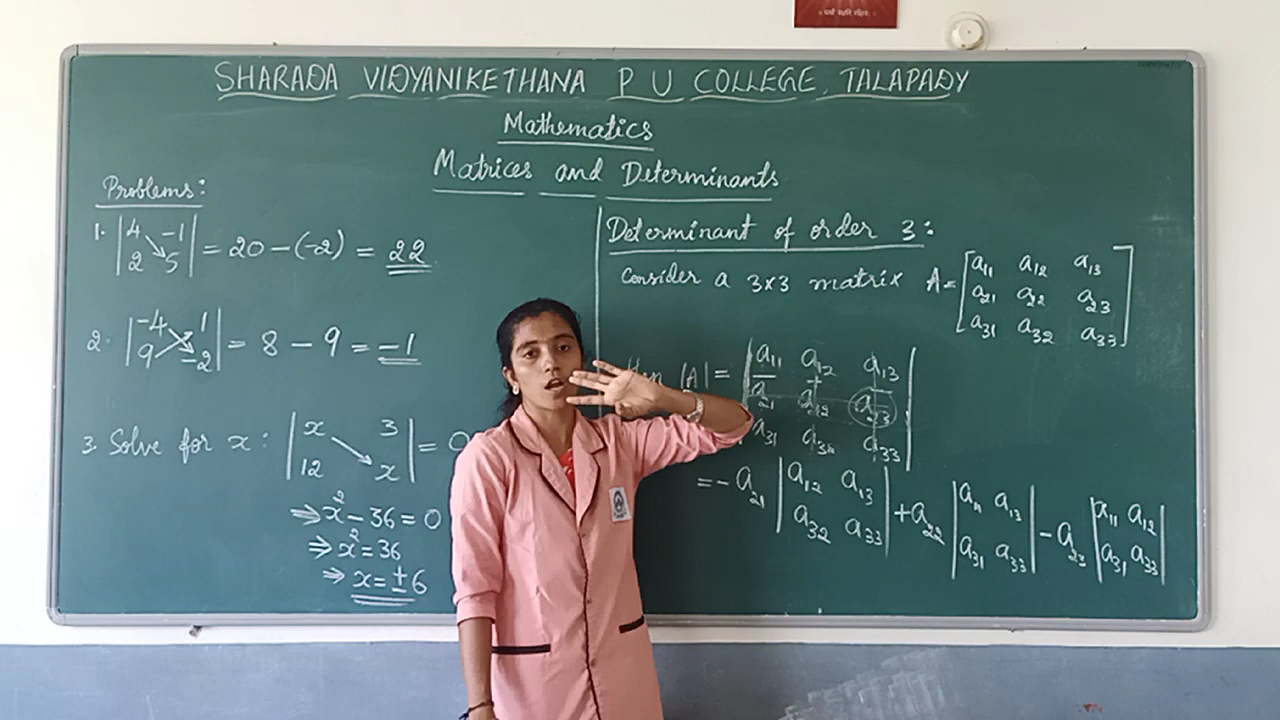 SHARADA VIDYANIKETHANA P U COLLEGE, TALAPADY
Mathematics
Matrices and Determinants
Problems:
1. |4 -1|
|2 5| = 20 - (-2) = 22
2. |-4 1|
|9 -2| = 8 - 9 = -1
3. Solve for x: |x 3|
|12 x| = 0
⇒ x² - 36 = 0
⇒ x² = 36
⇒ x = ± 6
Determinant of order 3:
Consider a 3×3 matrix A = [a₁₁ a₁₂ a₁₃
a₂₁ a₂₂ a₂₃
a₃₁ a₃₂ a₃₃]
|A| = |a₁₁ a₁₂ a₁₃|
|a₂₁ a₂₂ a₂₃|
|a₃₁ a₃₂ a₃₃|
= - a₂₁ |a₁₂ a₁₃| + a₂₂ |a₁₁ a₁₃| - a₂₃ |a₁₁ a₁₂|
|a₃₂ a₃₃| |a₃₁ a₃₃| |a₃₁ a₃₃|